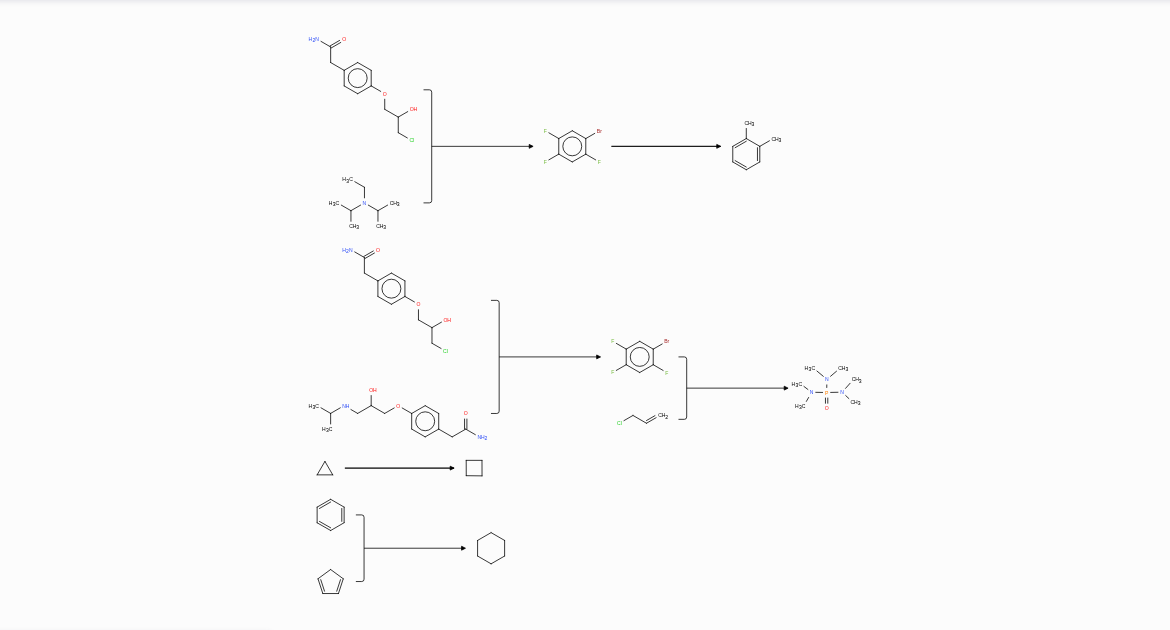 H₂N O
O
OH
Cl
H₃C
H₃C N CH₃
CH₃ CH₃
F Br
F F
CH₃
CH₃
H₂N O
O
OH
Cl
OH O
H₃C NH O
CH₃ NH₂
F Br
F F
Cl CH₂
H₃C CH₃
N
H₃C CH₃
N P N
H₃C O CH₃